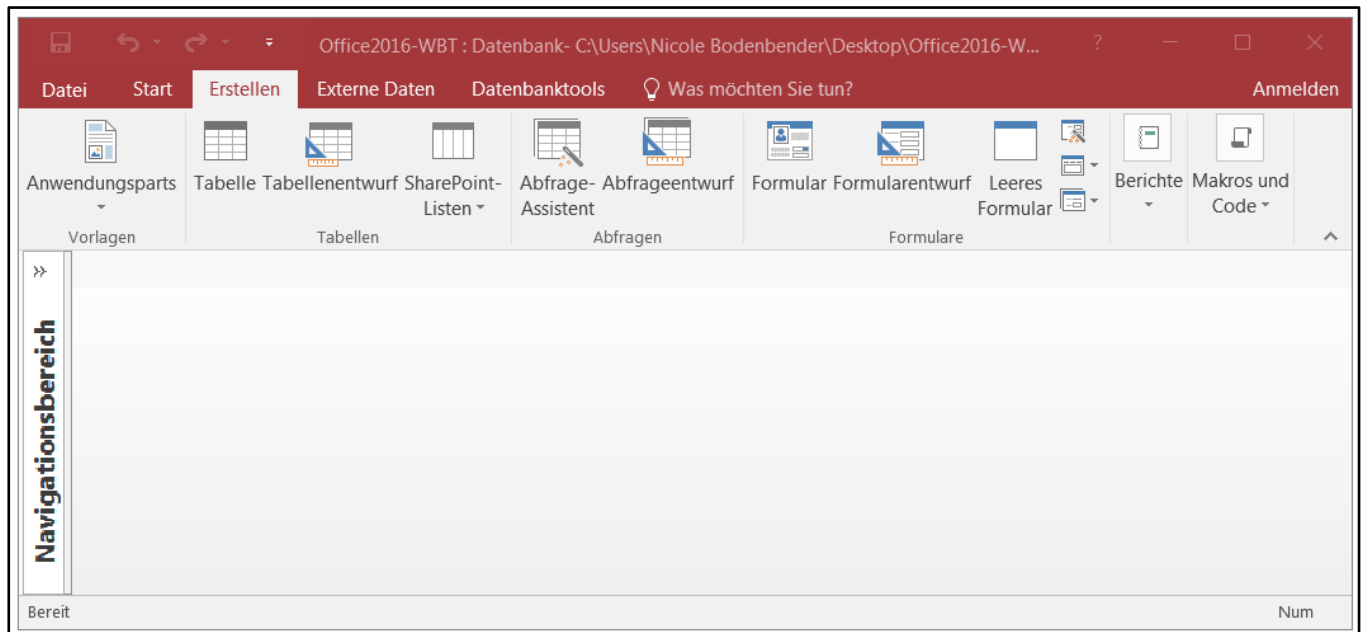 Office2016-WBT : Datenbank- C:\Users\Nicole Bodenbender\Desktop\Office2016-W... ?
Datei Start Erstellen Externe Daten Datenbanktools Was möchten Sie tun? Anmelden
Anwendungsparts Tabelle Tabellenentwurf SharePoint- Abfrage- Abfrageentwurf Formular Formularentwurf Leeres Berichte Makros und
Listen Assistent Formular Code
Vorlagen Tabellen Abfragen Formulare
Navigationsbereich
Bereit Num